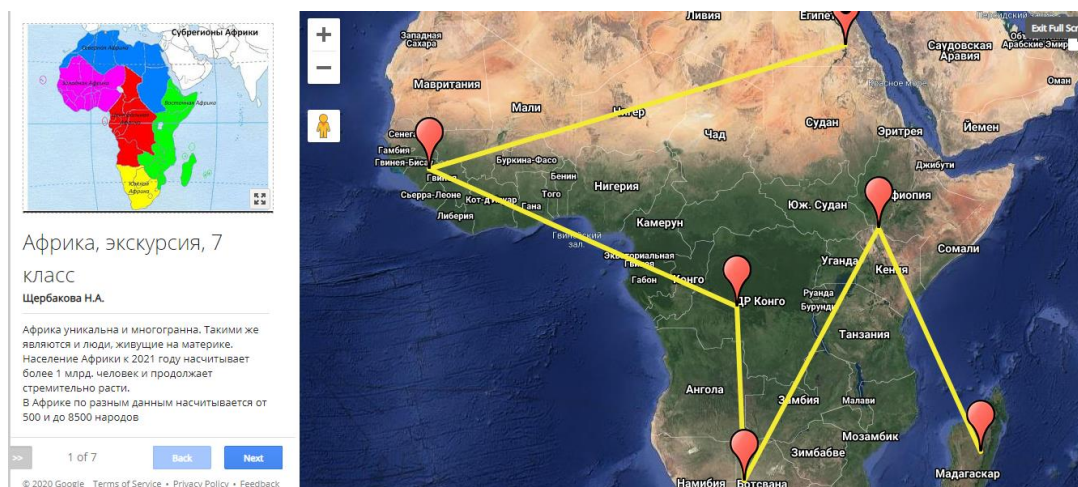 Субрегионы Африки
Северная Африка
Восточная Африка
Южная
Африка
Африка, экскурсия, 7
класс
Щербакова Н.А.
Африка уникальна и многогранна. Такими же
являются и люди, живущие на материке.
Население Африки к 2021 году насчитывает
более 1 млрд. человек и продолжает
стремительно расти.
В Африке по разным данным насчитывается от
500 и до 8500 народов
>>
1 of 7
Back
Next
© 2020 Google Terms of Service • Privacy Policy • Feedback
+
−
Exit Full Scr
Ливия
Египе
Западная
Сахара
Саудовская
Аравия
Арабские Эмир
Оман
Красное мо
Мавритания
Мали
Нигер
Чад
Судан
Эритрея
Йемен
Сенега
Гамбия
Гвинея-Биса
Гвинея
Буркина-Фасо
Бенин
Джибути
Сьерра-Леоне
Кот-д'Ивуар
Того
Гана
Нигерия
Либерия
Юж. Судан
фиопия
Камерун
Гвинейский
зал.
Экваториальная
Гвинея
Габон
Конго
Уганда
Кения
Сомали
ДР Конго
Руанда
Бурунди
Танзания
Ангола
Замбия
Малави
Мозамбик
Зимбабве
Намибия
Ботсвана
Мадагаскар